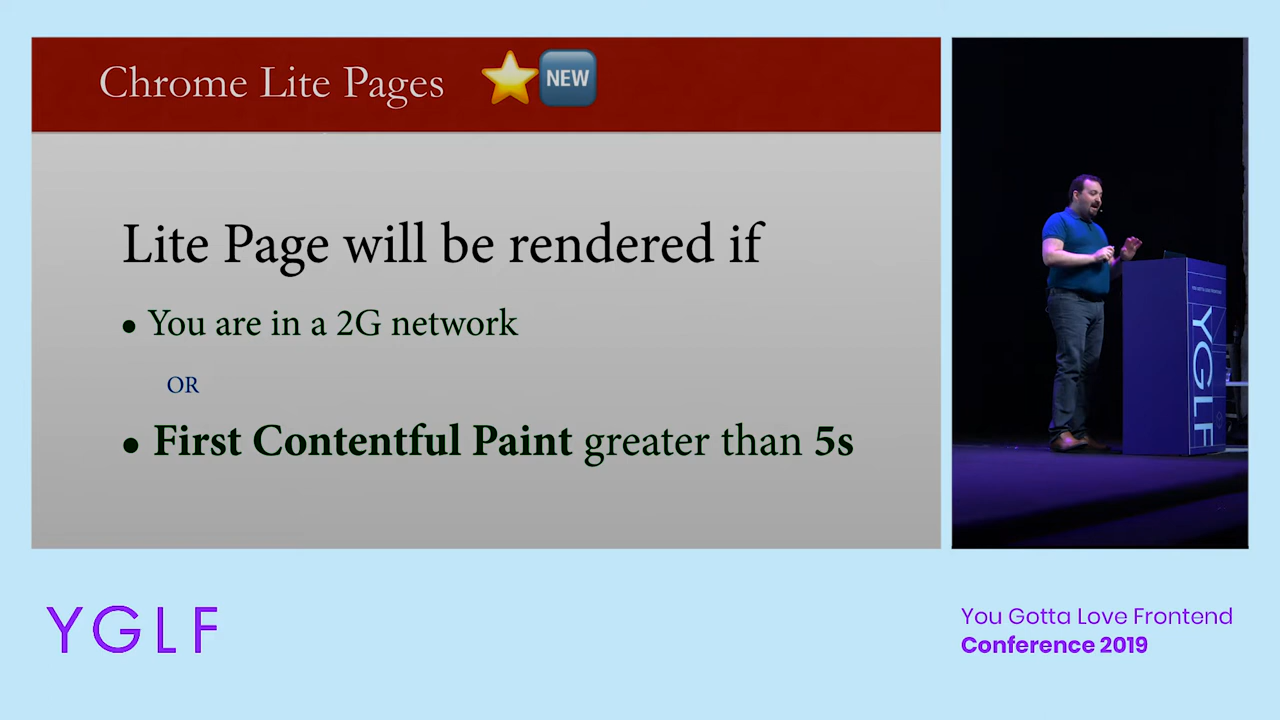 Chrome Lite Pages NEW
Lite Page will be rendered if
• You are in a 2G network
OR
• First Contentful Paint greater than 5s
YGLF
YGLF
You Gotta Love Frontend
Conference 2019